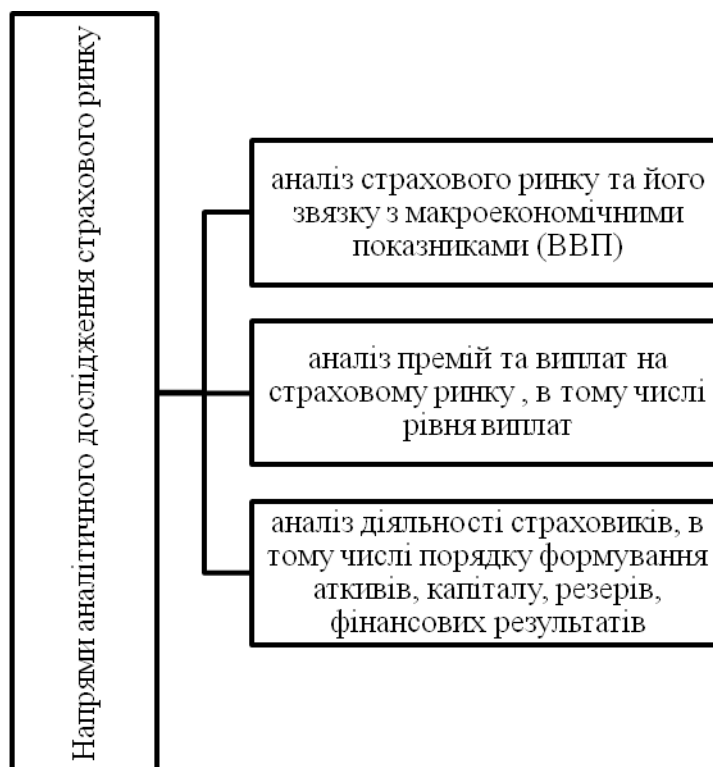 Напрями аналітичного дослідження страхового ринку
аналіз страхового ринку та його
звязку з макроекономічними
показниками (ВВП)
аналіз премій та виплат на
страховому ринку , в тому числі
рівня виплат
аналіз діяльності страховиків, в
тому числі порядку формування
аткивів, капіталу, резерів,
фінансових результатів